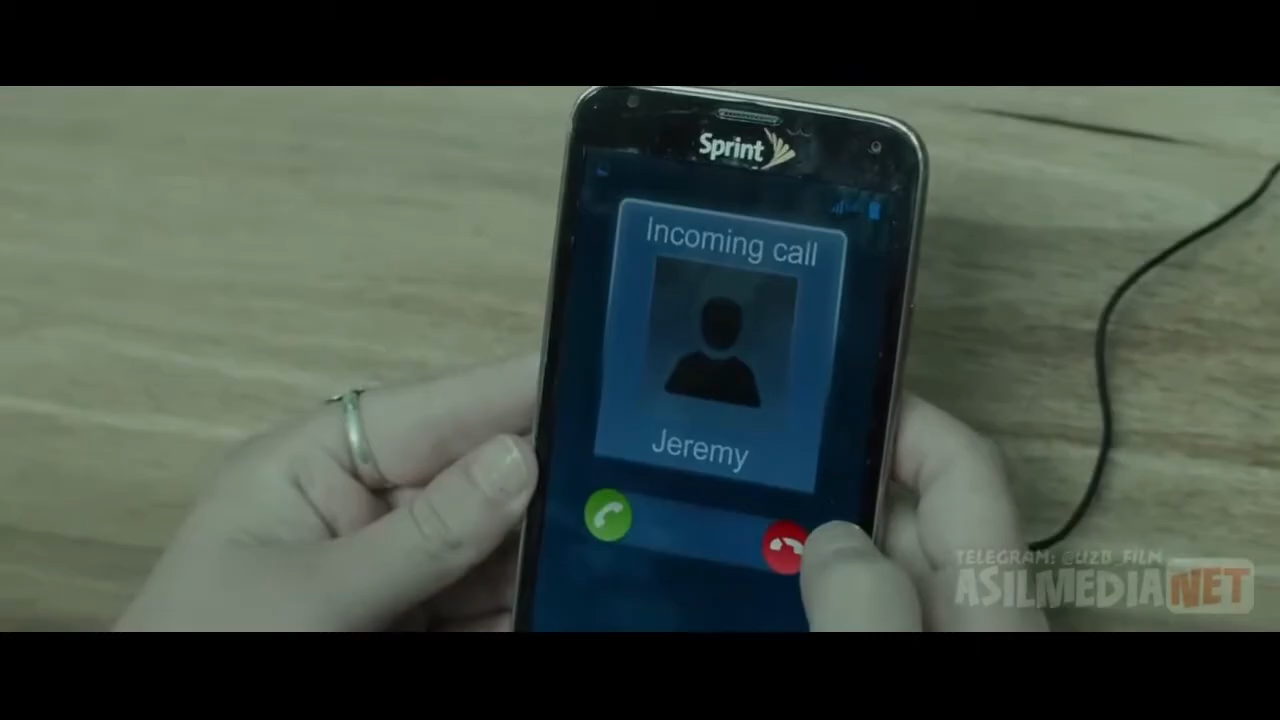 Sprint
Incoming call
Jeremy
TELEGRAM: @UZB_FILM
ASILMEDIA.NET